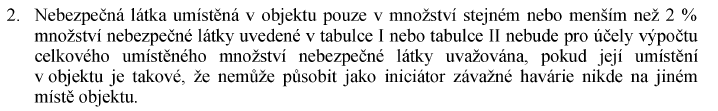 2. Nebezpečná látka umístěná v objektu pouze v množství stejném nebo menším než 2 %
množství nebezpečné látky uvedené v tabulce I nebo tabulce II nebude pro účely výpočtu
celkového umístěného množství nebezpečné látky uvažována, pokud její umístění
v objektu je takové, že nemůže působit jako iniciátor závažné havárie nikde na jiném
místě objektu.